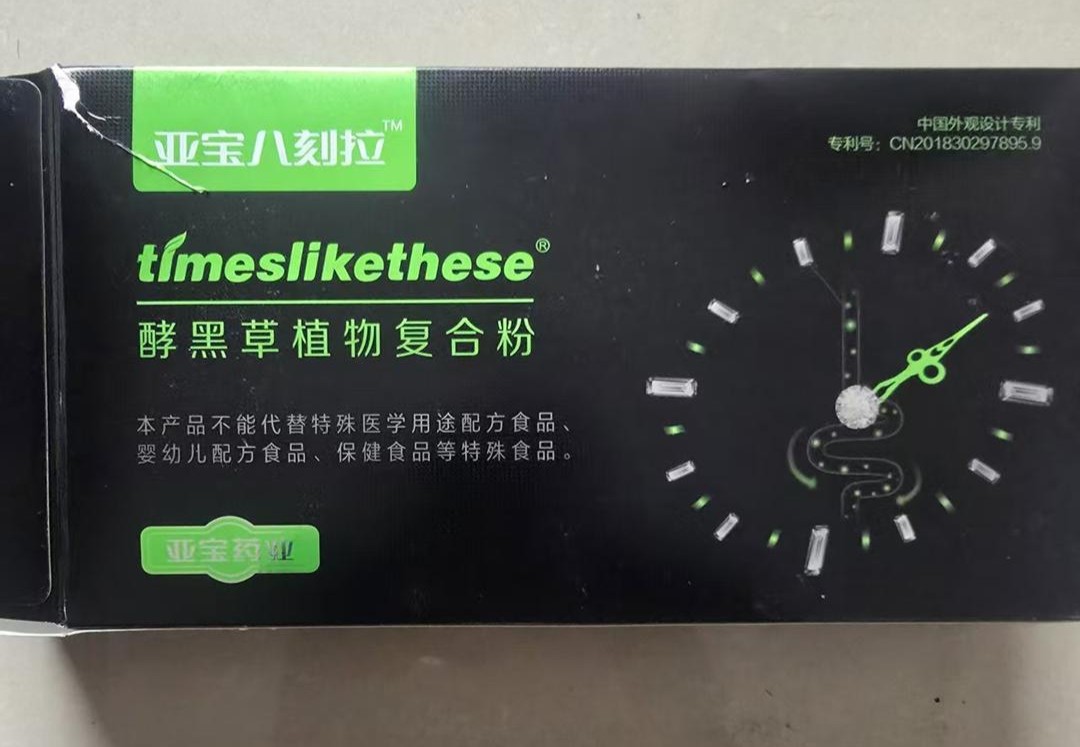 亚宝八刻拉™
中国外观设计专利
专利号：CN201830297895.9
timeslikethese®
酵黑草植物复合粉
本产品不能代替特殊医学用途配方食品、
婴幼儿配方食品、保健食品等特殊食品。
亚宝药业